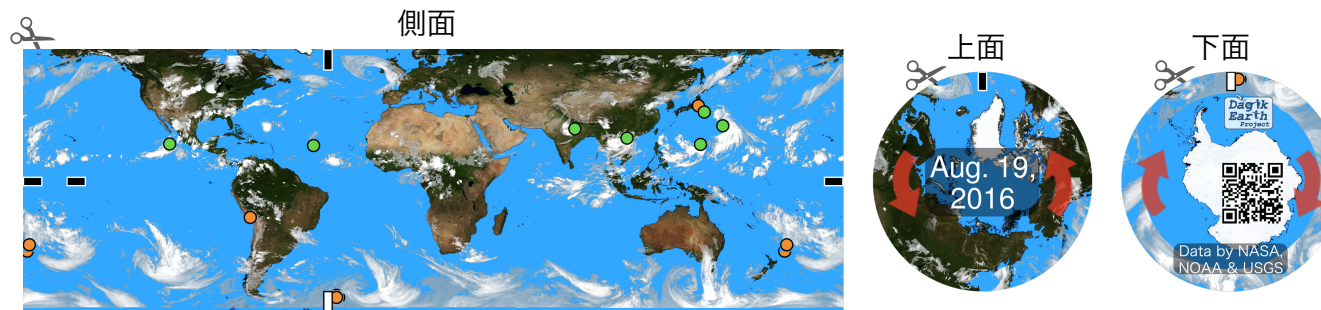 側面
上面
下面
Aug. 19,
2016
Dagik
Earth
Project
Data by NASA,
NOAA & USGS